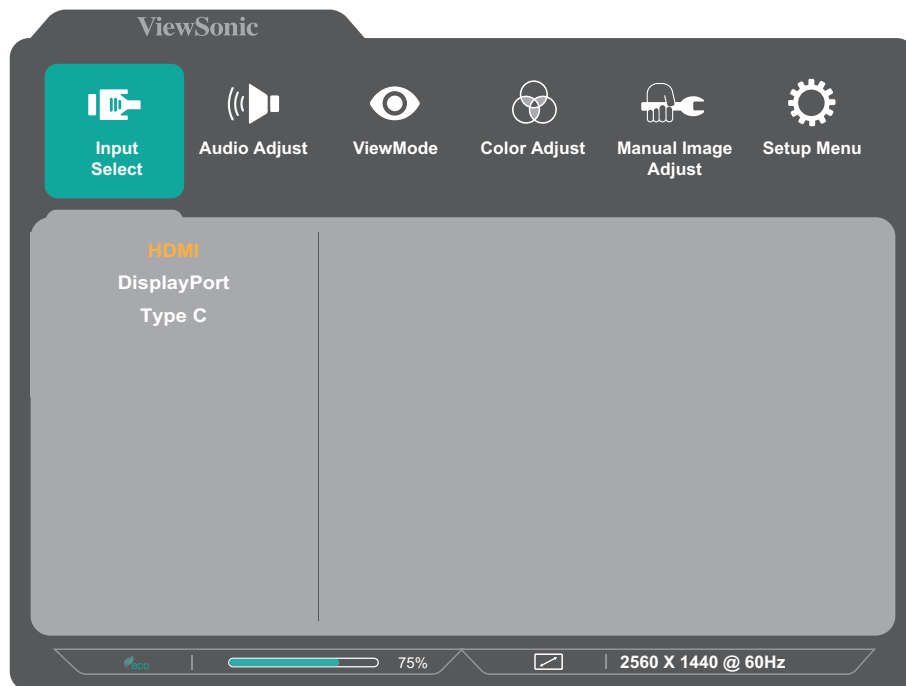 ViewSonic
Input
Select
Audio Adjust
ViewMode
Color Adjust
Manual Image
Adjust
Setup Menu
HDMI
DisplayPort
Type C
ECO
75%
2560 X 1440 @ 60Hz